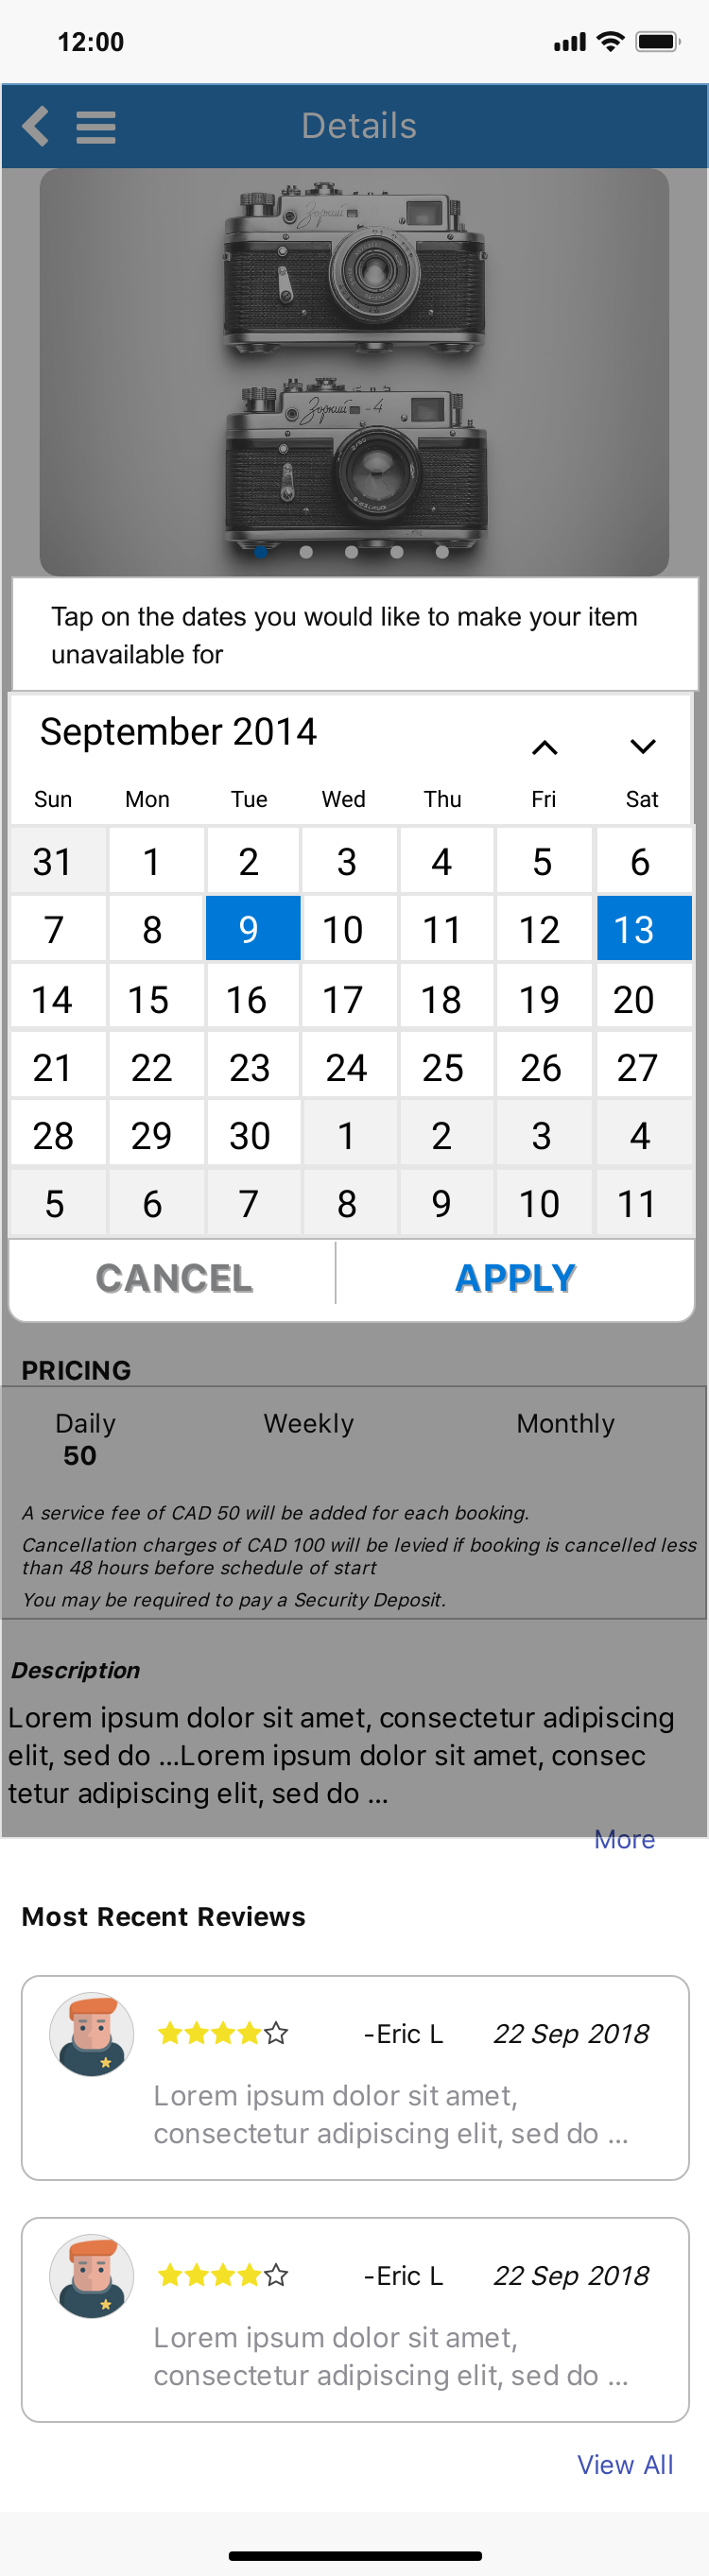 12:00
Details
Зоркий
Зоркий - 4
Tap on the dates you would like to make your item
unavailable for
September 2014
Sun Mon Tue Wed Thu Fri Sat
31 1 2 3 4 5 6
7 8 9 10 11 12 13
14 15 16 17 18 19 20
21 22 23 24 25 26 27
28 29 30 1 2 3 4
5 6 7 8 9 10 11
CANCEL APPLY
PRICING
Daily Weekly Monthly
50
A service fee of CAD 50 will be added for each booking.
Cancellation charges of CAD 100 will be levied if booking is cancelled less
than 48 hours before schedule of start
You may be required to pay a Security Deposit.
Description
Lorem ipsum dolor sit amet, consectetur adipiscing
elit, sed do ...Lorem ipsum dolor sit amet, consec
tetur adipiscing elit, sed do ...
More
Most Recent Reviews
-Eric L 22 Sep 2018
Lorem ipsum dolor sit amet,
consectetur adipiscing elit, sed do ...
-Eric L 22 Sep 2018
Lorem ipsum dolor sit amet,
consectetur adipiscing elit, sed do ...
View All